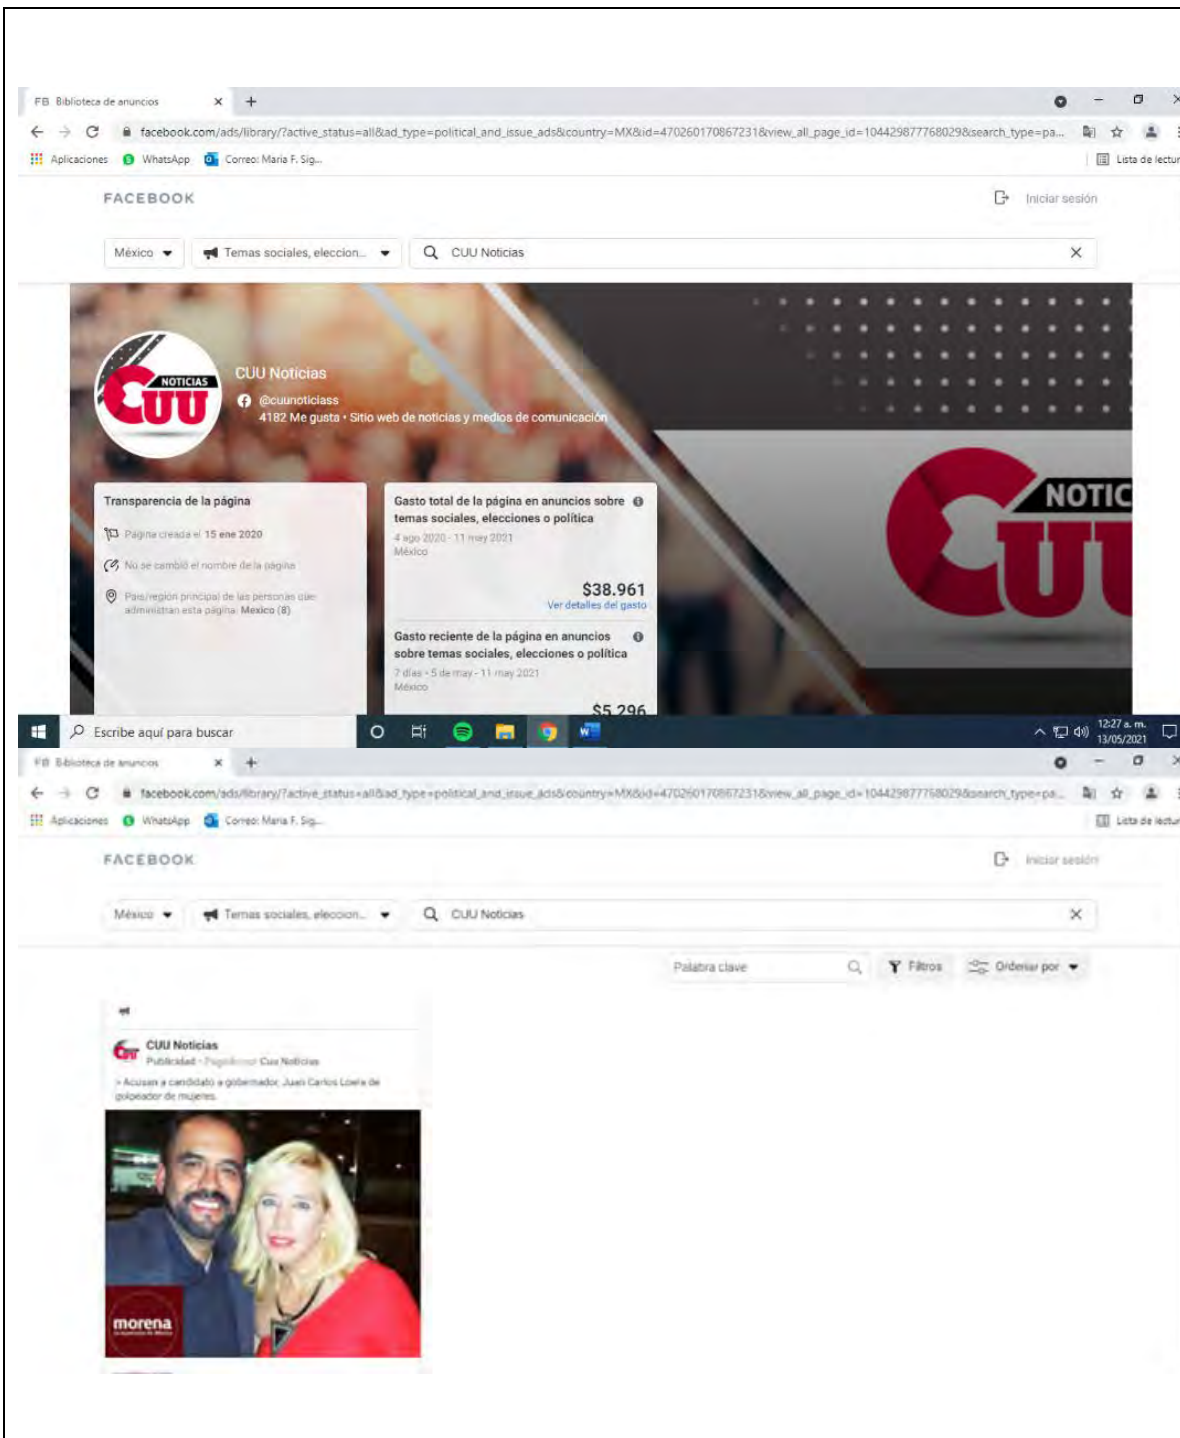 FB Biblioteca de anuncios
facebook.com/ads/library/?active_status=all&ad_type=political_and_issue_ads&country=MX&id=470260170867231&view_all_page_id=104429877768029&search_type=pa...
Aplicaciones WhatsApp Correo: Maria F. Sig...
Lista de lectur
FACEBOOK
Iniciar sesión
México
Temas sociales, eleccion...
CUU Noticias
NOTICIAS
CUU
CUU Noticias
@cuunoticiass
4182 Me gusta • Sitio web de noticias y medios de comunicación
NOTIC
CUU
Transparencia de la página
Página creada el 15 ene 2020
No se cambió el nombre de la página
País/región principal de las personas que
administran esta página: Mexico (8)
Gasto total de la página en anuncios sobre
temas sociales, elecciones o política
4 ago 2020 - 11 may 2021
México
$38.961
Ver detalles del gasto
Gasto reciente de la página en anuncios
sobre temas sociales, elecciones o política
7 días • 5 de may - 11 may 2021
México
$5.296
Escribe aquí para buscar
12:27 a. m.
13/05/2021
FB Biblioteca de anuncios
facebook.com/ads/library/?active_status=all&ad_type=political_and_issue_ads&country=MX&id=470260170867231&view_all_page_id=104429877768029&search_type=pa...
Aplicaciones WhatsApp Correo: Maria F. Sig...
Lista de lectur
FACEBOOK
Iniciar sesión
México
Temas sociales, eleccion...
CUU Noticias
Palabra clave
Filtros
Ordenar por
CUU Noticias
Publicidad • Cuu Noticias
> Acusan a candidato a gobernador, Juan Carlos Loera de
golpeador de mujeres.
morena